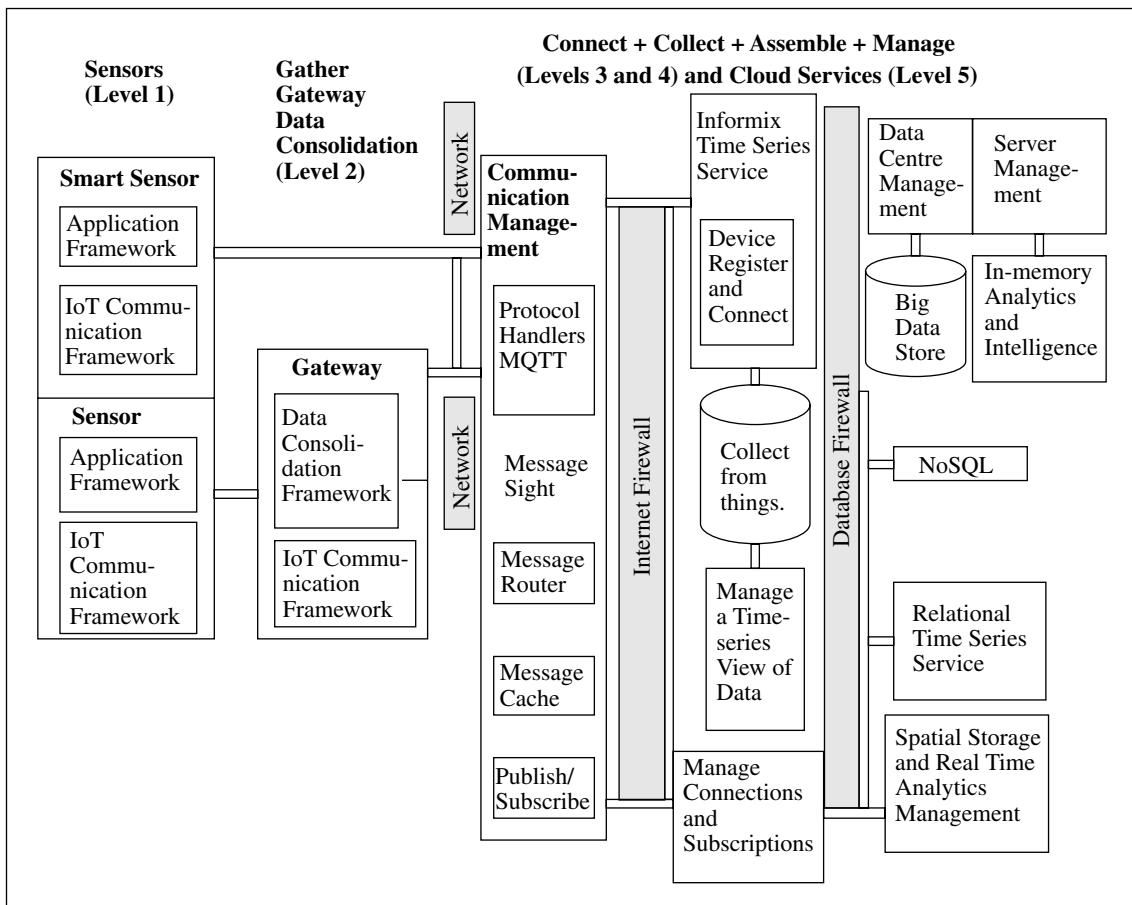 Connect + Collect + Assemble + Manage
(Levels 3 and 4) and Cloud Services (Level 5)
Sensors
(Level 1)
Gather
Gateway
Data
Consolidation
(Level 2)
Smart Sensor
Application
Framework
IoT Commu-
nication
Framework
Sensor
Application
Framework
IoT
Commu-
nication
Framework
Gateway
Data
Consoli-
dation
Framework
IoT Commu-
nication
Framework
Network
Network
Commu-
nication
Manage-
ment
Protocol
Handlers
MQTT
Message
Sight
Message
Router
Message
Cache
Publish/
Subscribe
Internet Firewall
Informix
Time Series
Service
Device
Register
and
Connect
Collect
from
things.
Manage
a Time-
series
View of
Data
Manage
Connections
and
Subscriptions
Database Firewall
Data
Centre
Manage-
ment
Server
Manage-
ment
Big
Data
Store
In-memory
Analytics
and
Intelligence
NoSQL
Relational
Time Series
Service
Spatial Storage
and Real Time
Analytics
Management